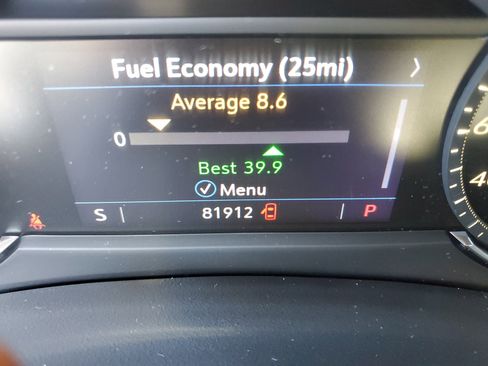 Fuel Economy (25mi)
Average 8.6
0
Best 39.9
Menu
S 81912 P